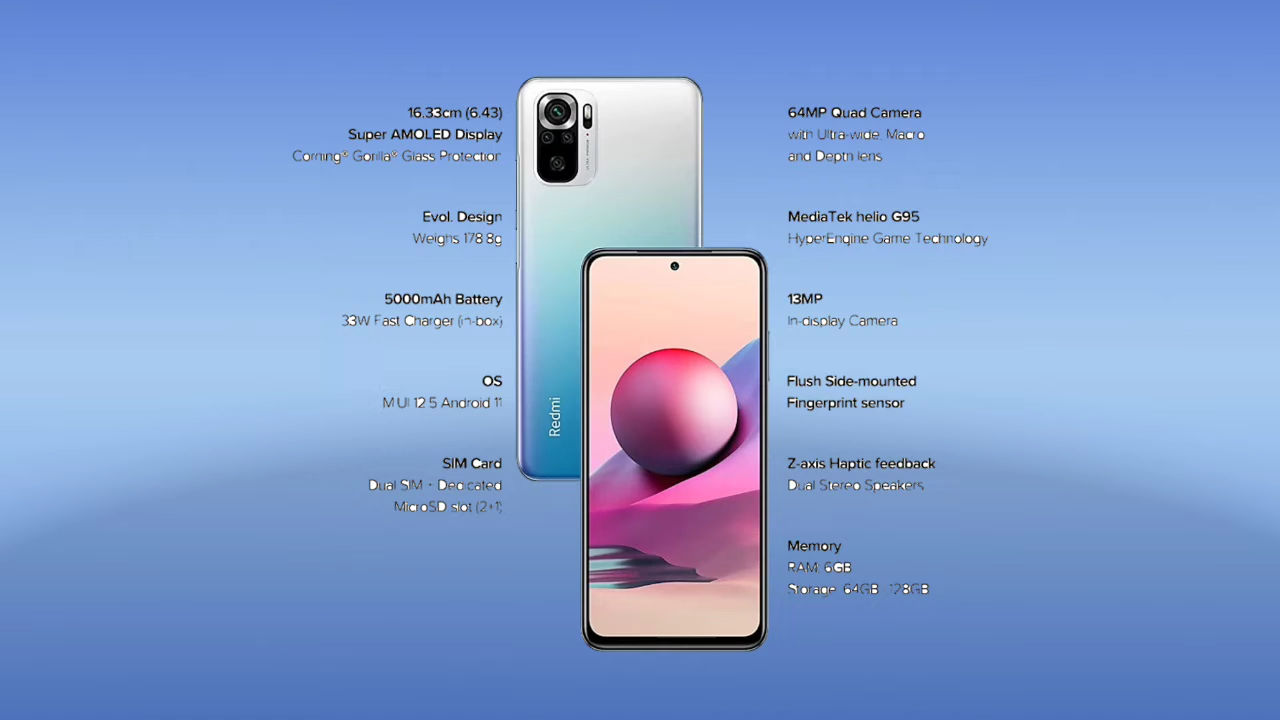 16.33cm (6.43)
Super AMOLED Display
Corning® Gorilla® Glass Protection
Evol. Design
Weighs 178.8g
5000mAh Battery
33W Fast Charger (in-box)
OS
MIUI 12.5 Android 11
SIM Card
Dual SIM + Dedicated
MicroSD slot (2+1)
Redmi
64MP Quad Camera
with Ultra-wide, Macro
and Depth lens
MediaTek helio G95
HyperEngine Game Technology
13MP
In-display Camera
Flush Side-mounted
Fingerprint sensor
Z-axis Haptic feedback
Dual Stereo Speakers
Memory
RAM: 6GB
Storage: 64GB | 128GB